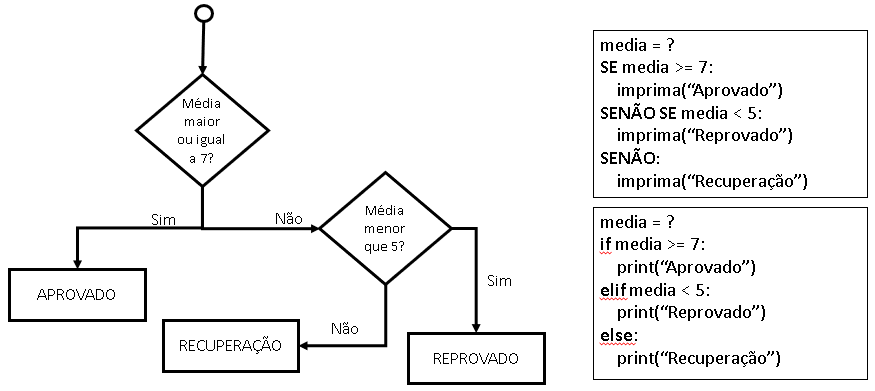 Média
maior
ou igual
a 7?
Sim
Não
Média
menor
que 5?
Sim
Não
APROVADO
RECUPERAÇÃO
REPROVADO
media = ?
SE media >= 7:
imprima(“Aprovado”)
SENÃO SE media < 5:
imprima(“Reprovado”)
SENÃO:
imprima(“Recuperação”)
media = ?
if media >= 7:
print(“Aprovado”)
elif media < 5:
print(“Reprovado”)
else:
print(“Recuperação”)